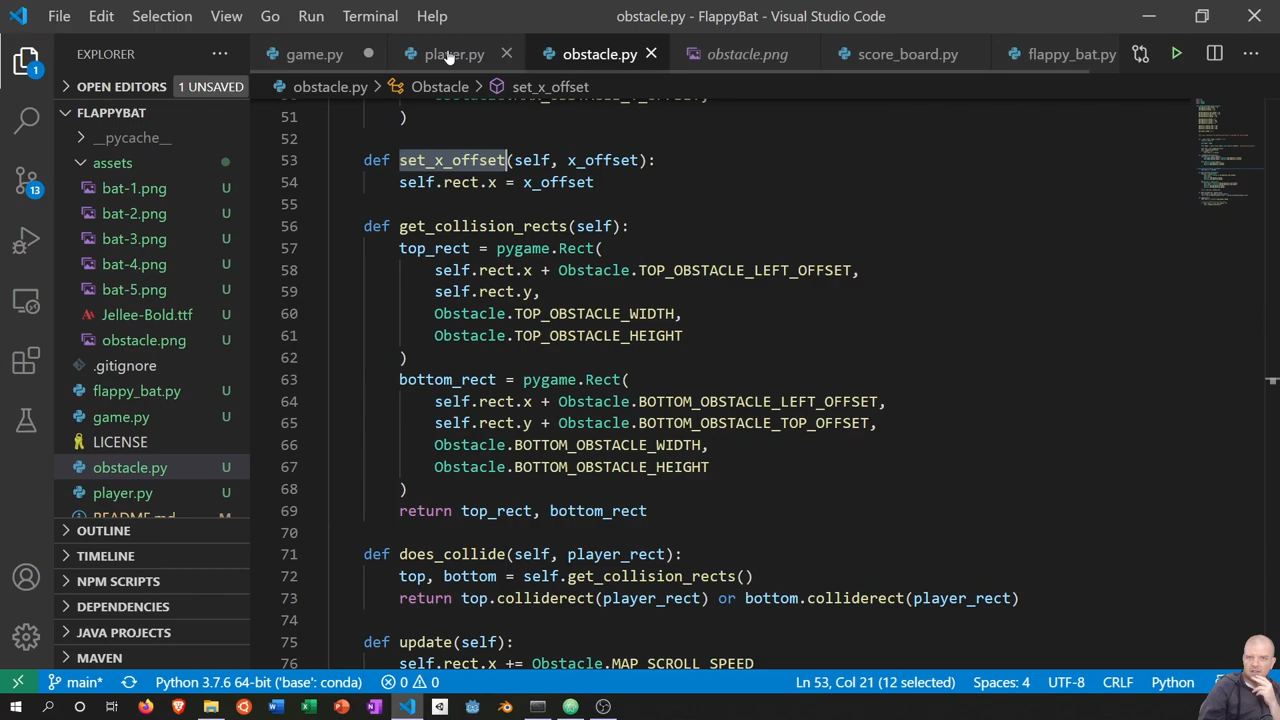 File Edit Selection View Go Run Terminal Help obstacle.py - FlappyBat - Visual Studio Code
EXPLORER
game.py player.py obstacle.py obstacle.png score_board.py flappy_bat.py
OPEN EDITORS 1 UNSAVED
obstacle.py > Obstacle > set_x_offset
FLAPPYBAT
__pycache__
assets
bat-1.png U
bat-2.png U
bat-3.png U
bat-4.png U
bat-5.png U
Jellee-Bold.ttf U
obstacle.png U
.gitignore
flappy_bat.py U
game.py U
LICENSE
obstacle.py U
player.py U
README.md M
OUTLINE
TIMELINE
NPM SCRIPTS
DEPENDENCIES
JAVA PROJECTS
MAVEN
1
13
51 )
52
53 def set_x_offset(self, x_offset):
54 self.rect.x = x_offset
55
56 def get_collision_rects(self):
57 top_rect = pygame.Rect(
58 self.rect.x + Obstacle.TOP_OBSTACLE_LEFT_OFFSET,
59 self.rect.y,
60 Obstacle.TOP_OBSTACLE_WIDTH,
61 Obstacle.TOP_OBSTACLE_HEIGHT
62 )
63 bottom_rect = pygame.Rect(
64 self.rect.x + Obstacle.BOTTOM_OBSTACLE_LEFT_OFFSET,
65 self.rect.y + Obstacle.BOTTOM_OBSTACLE_TOP_OFFSET,
66 Obstacle.BOTTOM_OBSTACLE_WIDTH,
67 Obstacle.BOTTOM_OBSTACLE_HEIGHT
68 )
69 return top_rect, bottom_rect
70
71 def does_collide(self, player_rect):
72 top, bottom = self.get_collision_rects()
73 return top.colliderect(player_rect) or bottom.colliderect(player_rect)
74
75 def update(self):
76 self.rect.x += Obstacle.MAP_SCROLL_SPEED
main* Python 3.7.6 64-bit ('base': conda) 0 0 Ln 53, Col 21 (12 selected) Spaces: 4 UTF-8 CRLF Python